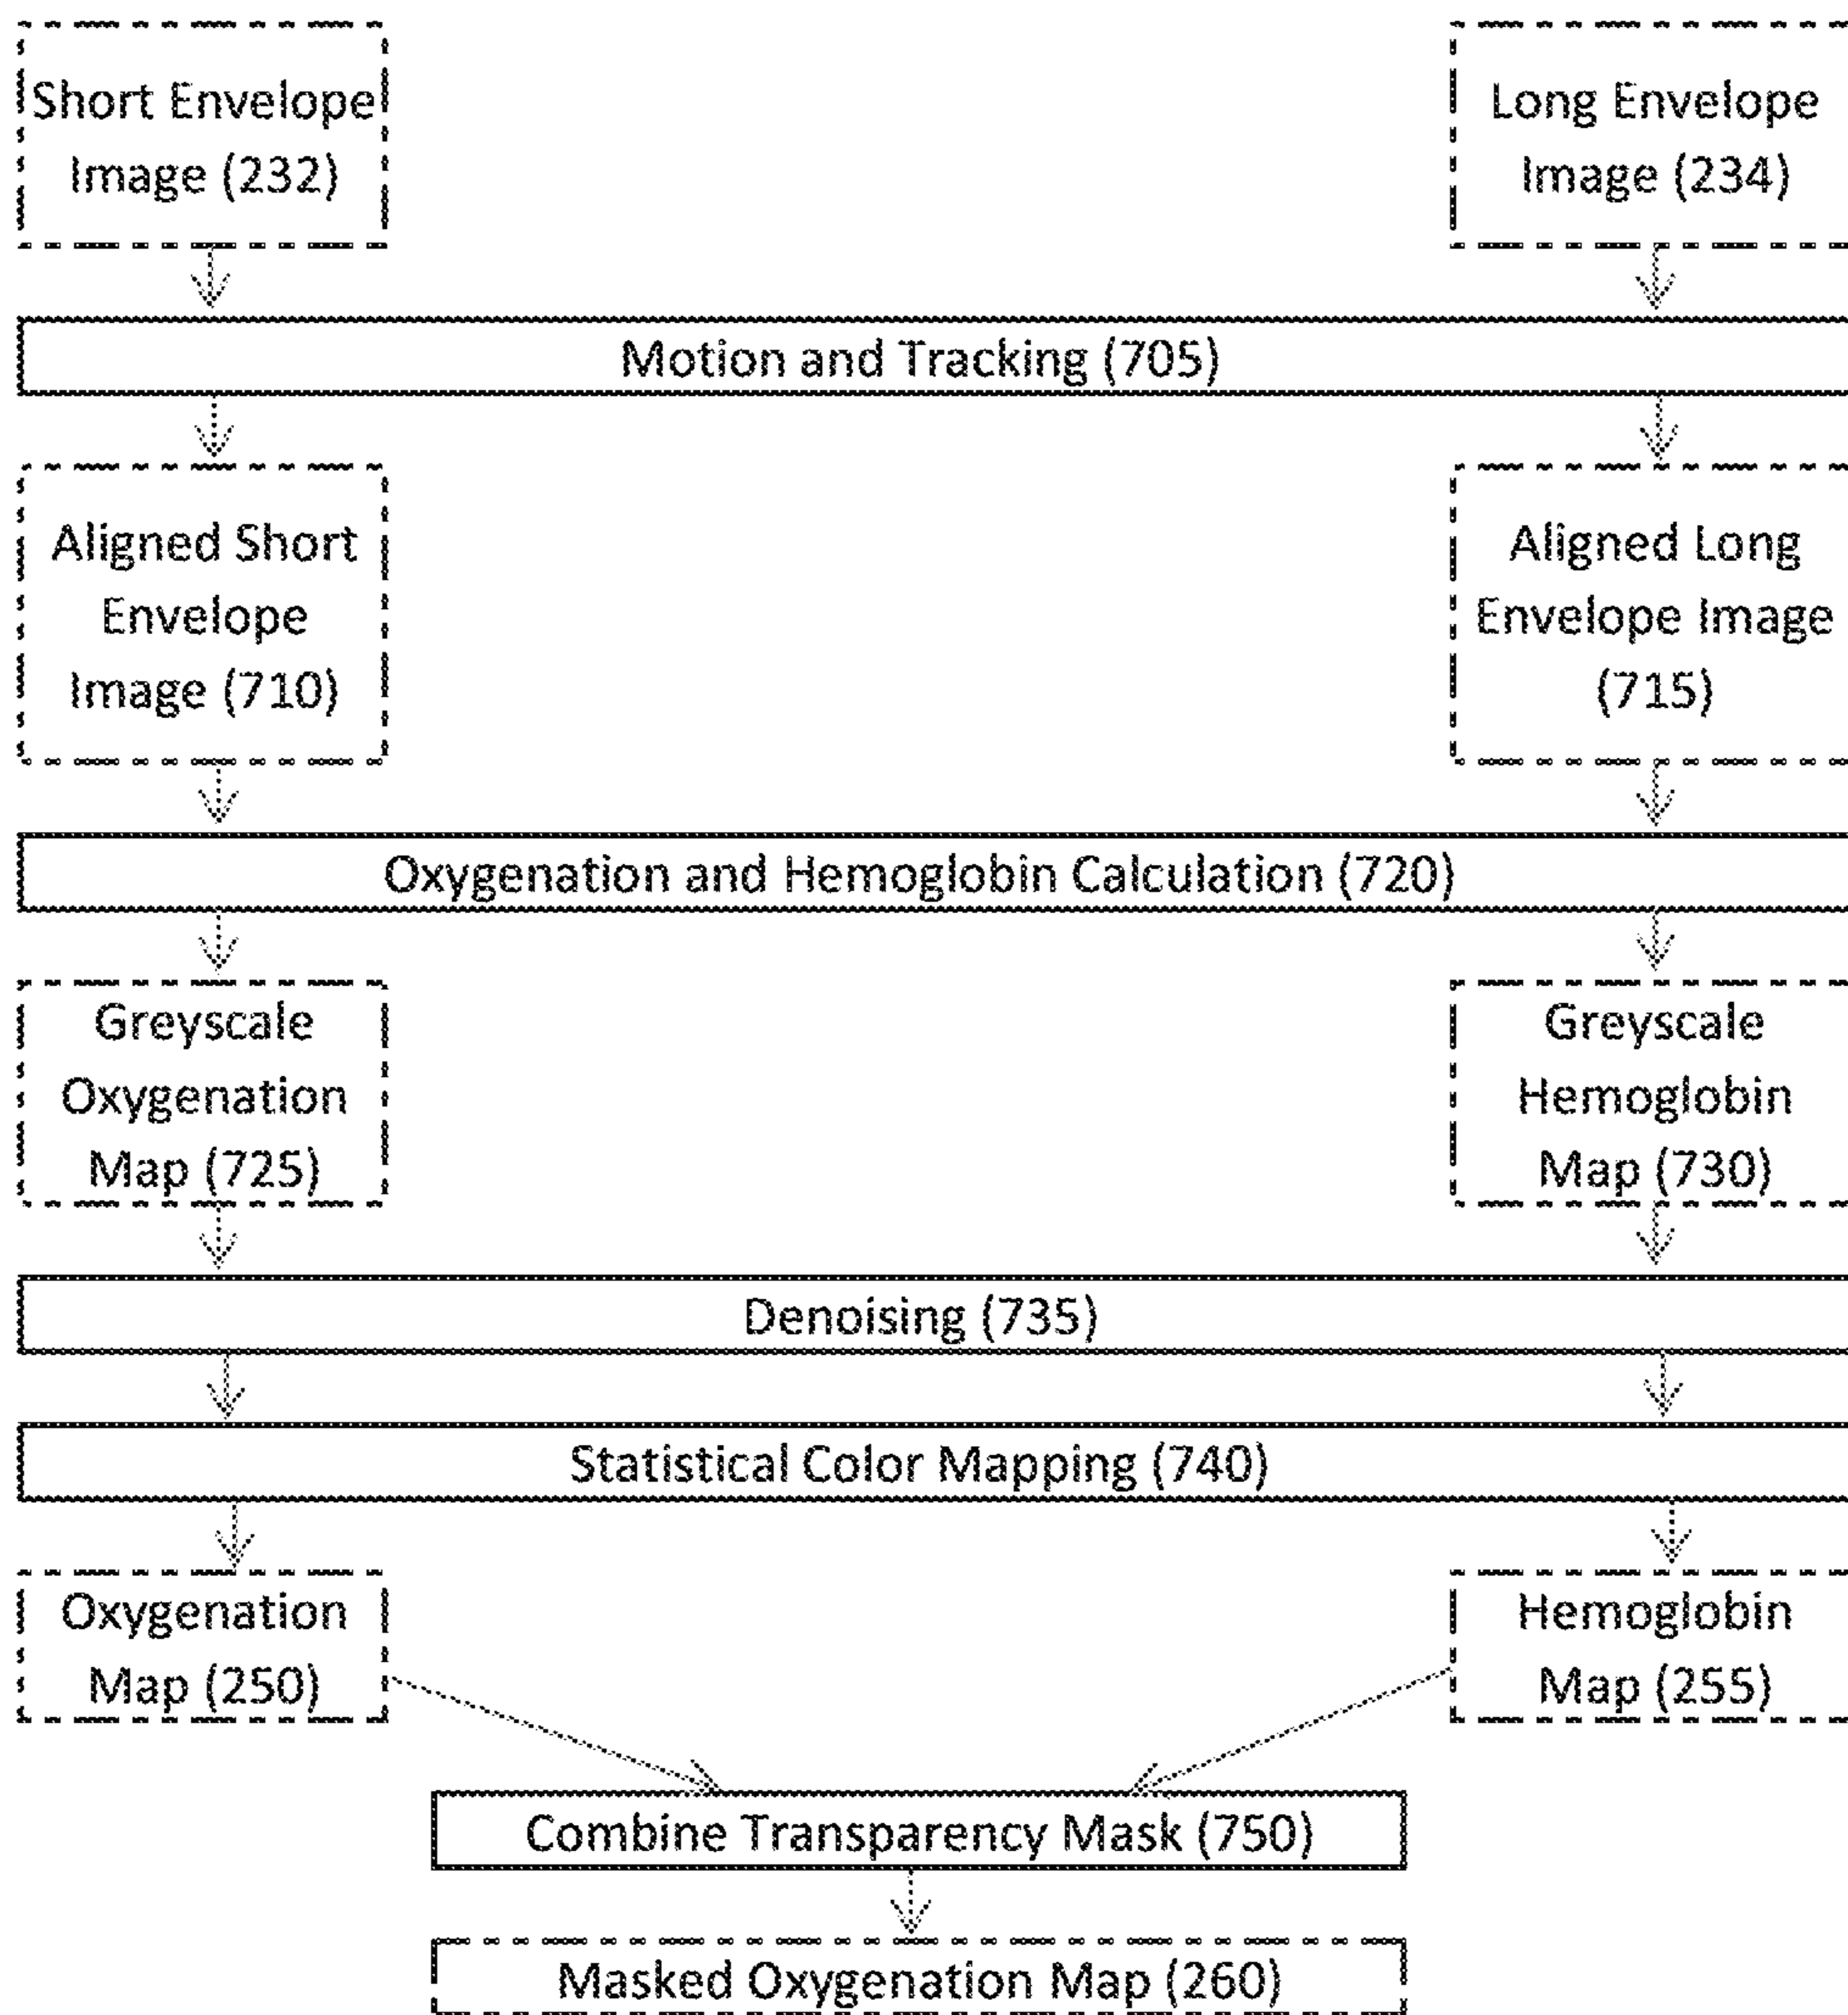 Short Envelope
Image (232)
Long Envelope
Image (234)
Motion and Tracking (705)
Aligned Short
Envelope
Image (710)
Aligned Long
Envelope Image
(715)
Oxygenation and Hemoglobin Calculation (720)
Greyscale
Oxygenation
Map (725)
Greyscale
Hemoglobin
Map (730)
Denoising (735)
Statistical Color Mapping (740)
Oxygenation
Map (250)
Hemoglobin
Map (255)
Combine Transparency Mask (750)
Masked Oxygenation Map (260)